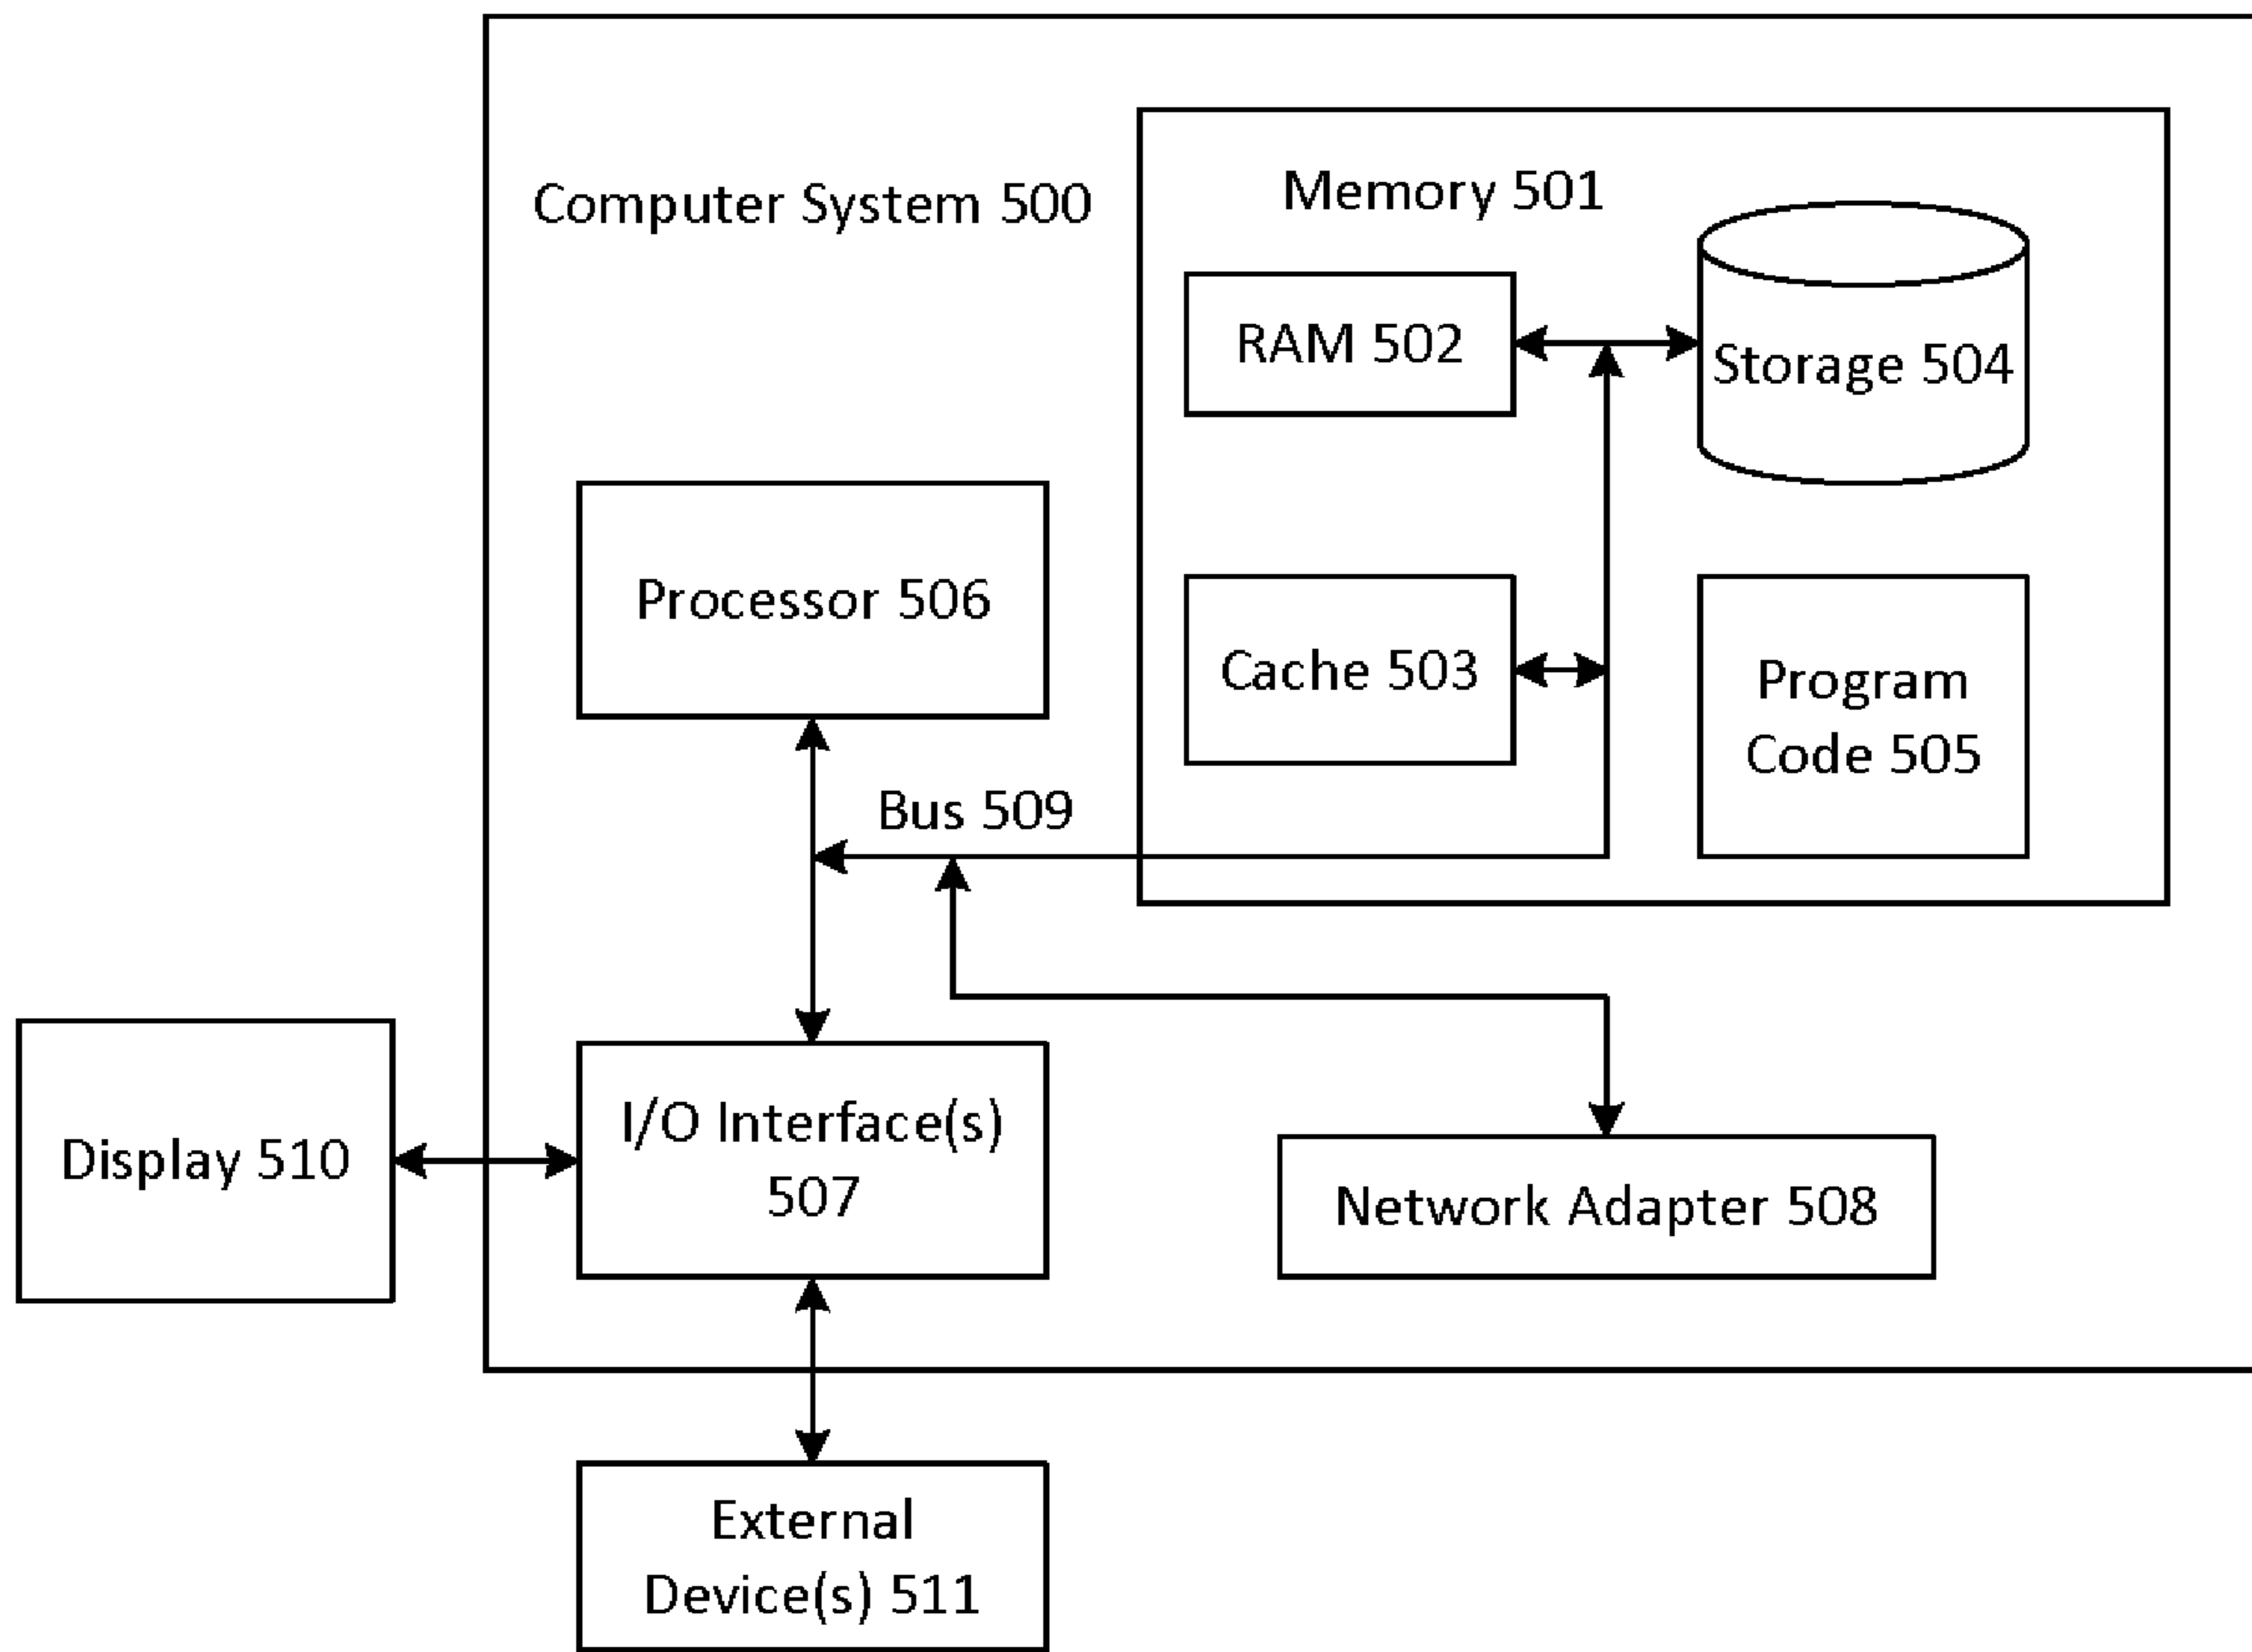 Computer System 500
Memory 501
RAM 502
Storage 504
Processor 506
Cache 503
Program
Code 505
Bus 509
Display 510
I/O Interface(s)
507
Network Adapter 508
External
Device(s) 511